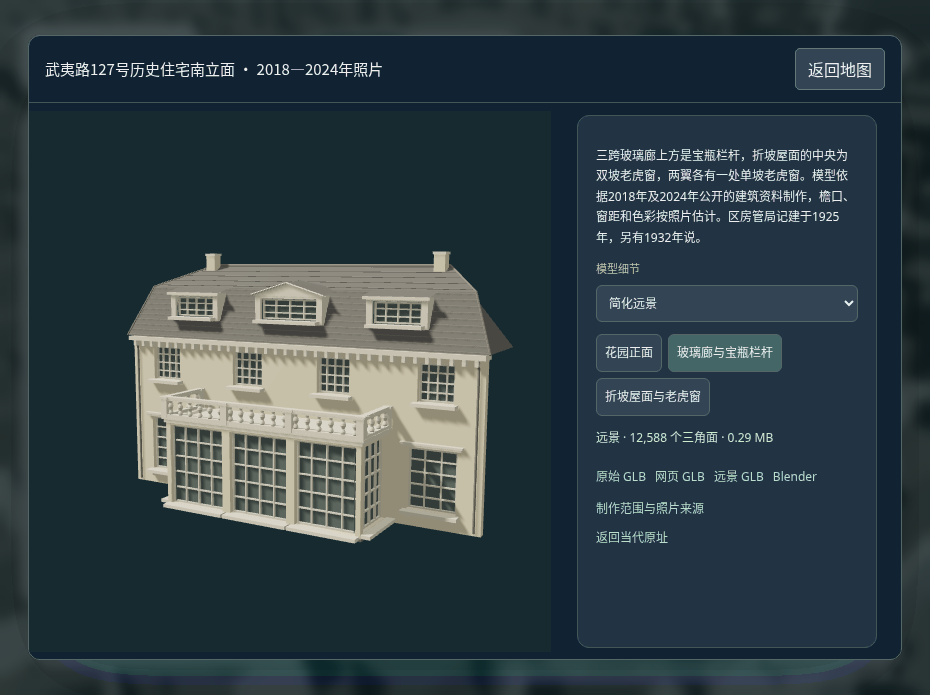 武夷路127号历史住宅南立面 · 2018—2024年照片
返回地图
三跨玻璃廊上方是宝瓶栏杆，折坡屋面的中央为
双坡老虎窗，两翼各有一处单坡老虎窗。模型依
据2018年及2024年公开的建筑资料制作，檐口、
窗距和色彩按照片估计。区房管局记建于1925
年，另有1932年说。
模型细节
简化远景
花园正面
玻璃廊与宝瓶栏杆
折坡屋面与老虎窗
远景 · 12,588 个三角面 · 0.29 MB
原始 GLB 网页 GLB 远景 GLB Blender
制作范围与照片来源
返回当代原址